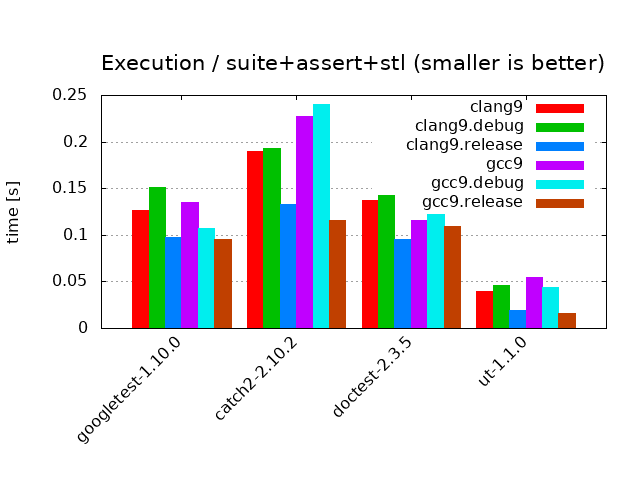 Execution / suite+assert+stl (smaller is better)
time [s]
0.25
0.2
0.15
0.1
0.05
0
clang9
clang9.debug
clang9.release
gcc9
gcc9.debug
gcc9.release
googletest-1.10.0
catch2-2.10.2
doctest-2.3.5
ut-1.1.0